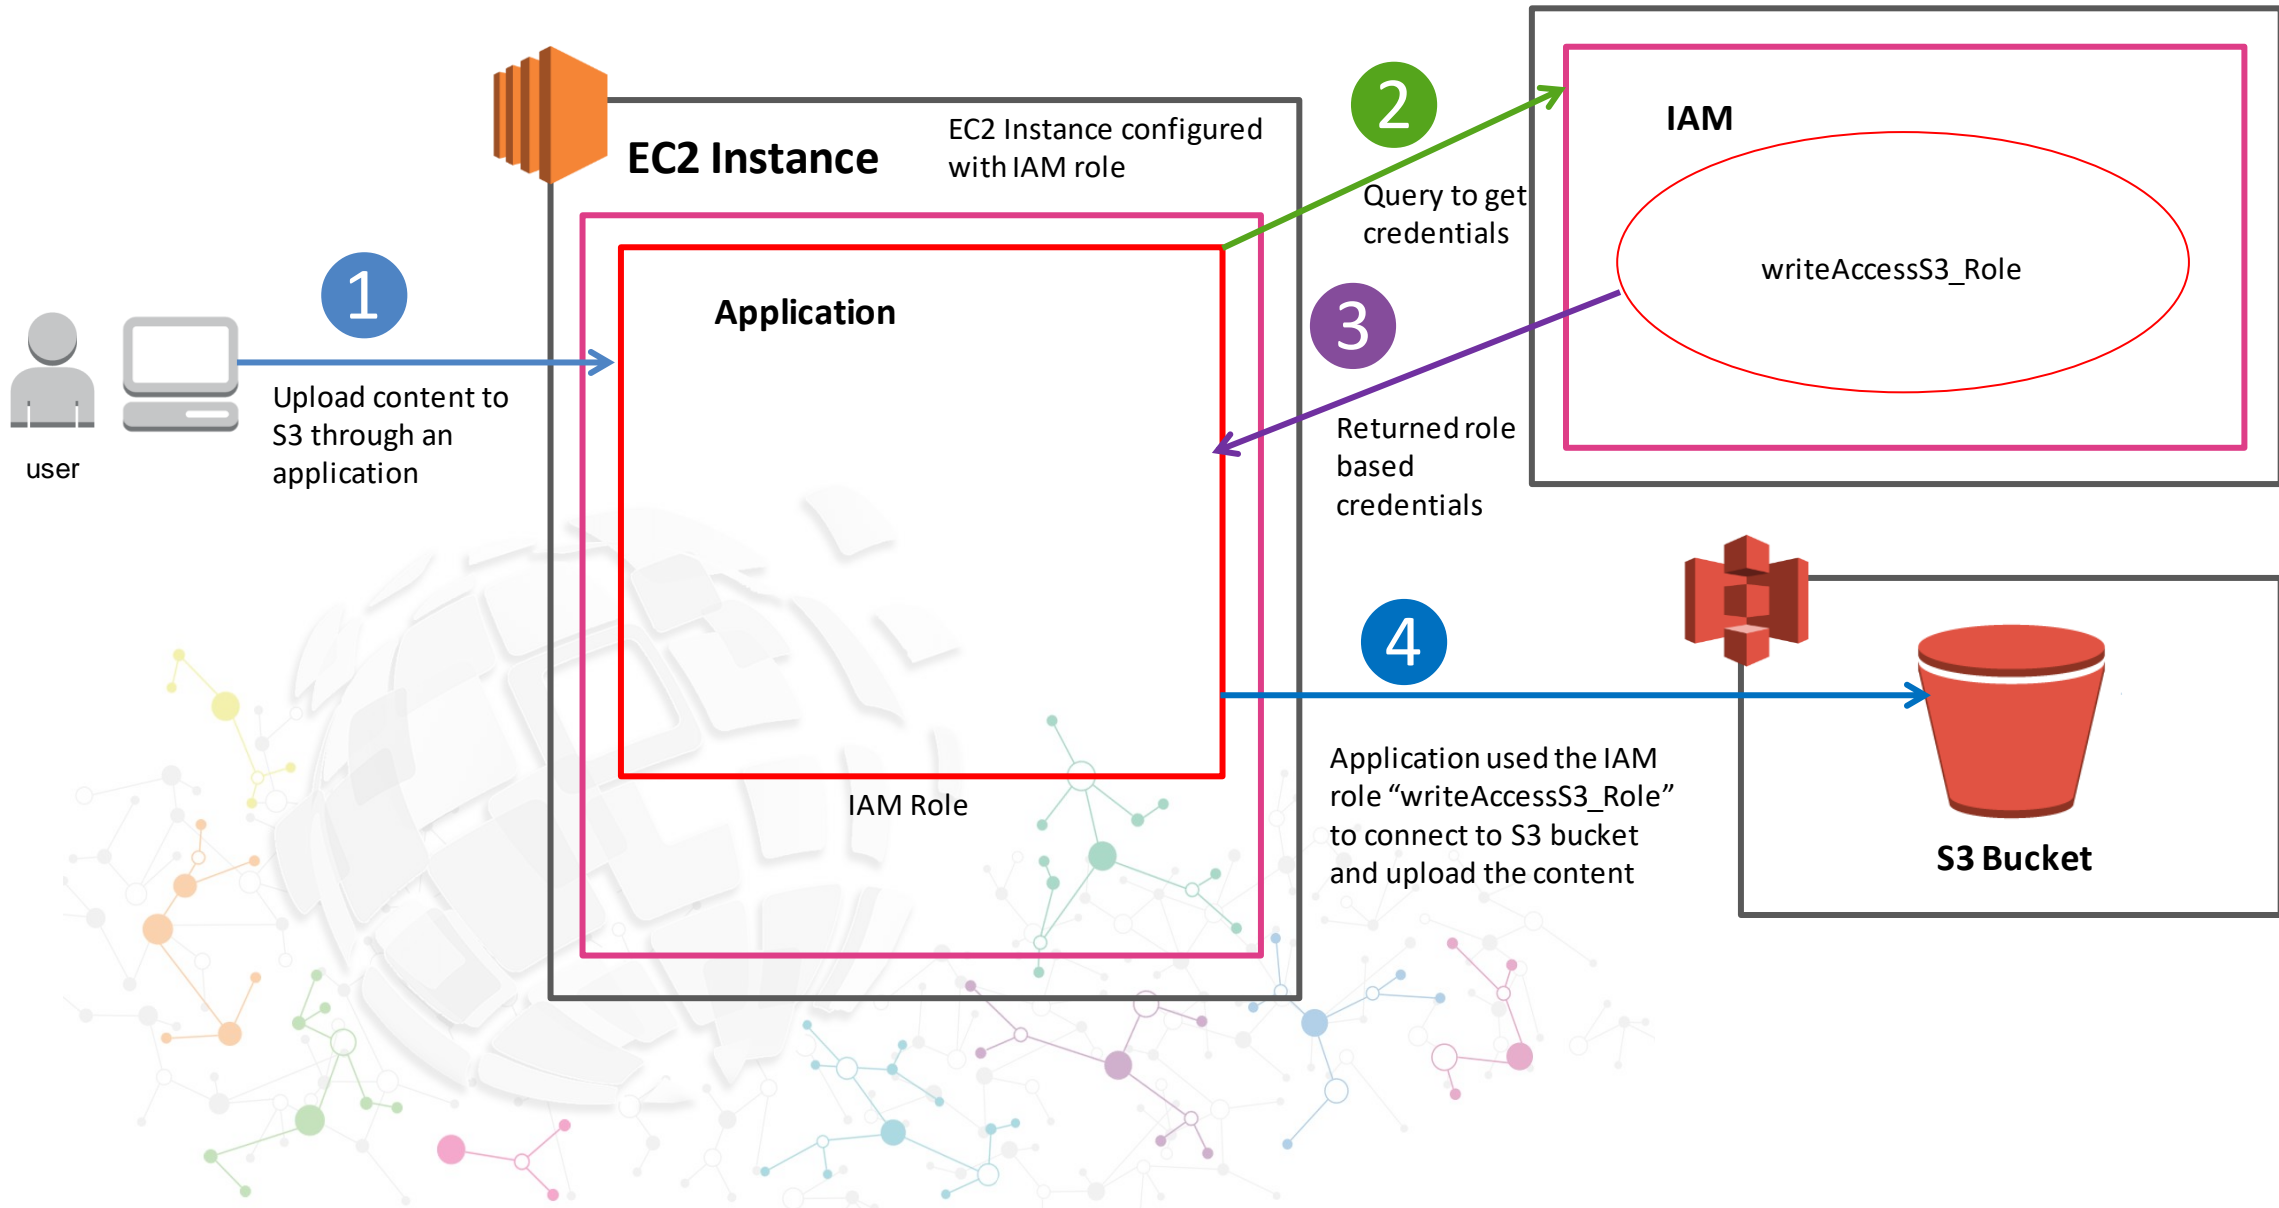 EC2 Instance
EC2 Instance configured
with IAM role
2
IAM
Query to get
credentials
writeAccessS3_Role
1
Application
3
Upload content to
S3 through an
application
user
Returned role
based
credentials
4
Application used the IAM
role “writeAccessS3_Role”
to connect to S3 bucket
and upload the content
IAM Role
S3 Bucket